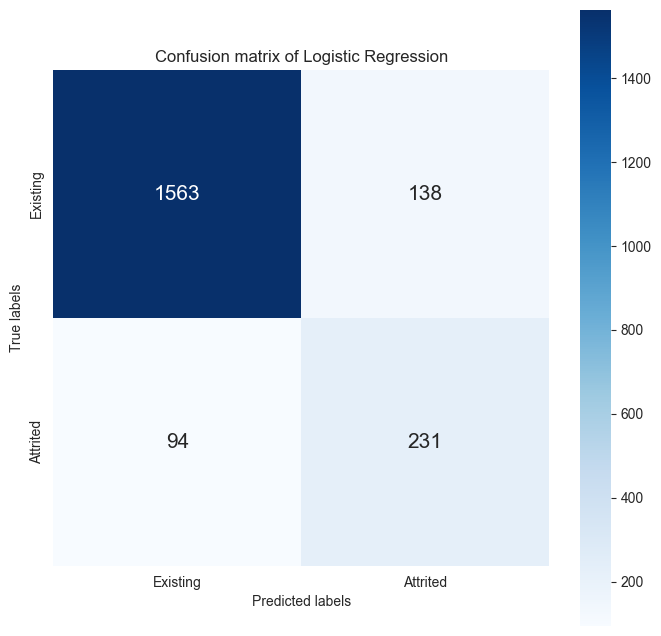 Confusion matrix of Logistic Regression
True labels
Existing
1563
138
Attrited
94
231
Existing
Attrited
Predicted labels
1400
1200
1000
800
600
400
200